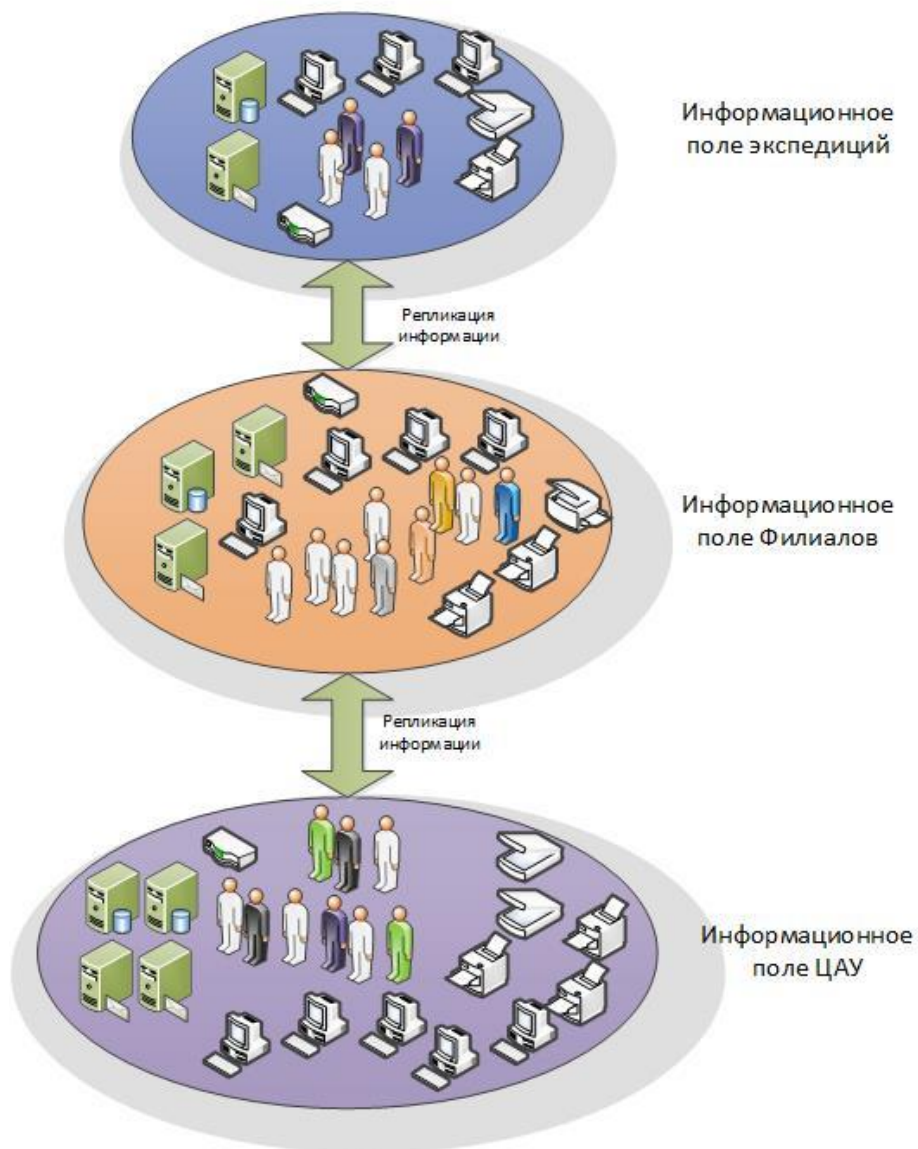 Информационное
поле экспедиций
Репликация
информации
Информационное
поле Филиалов
Репликация
информации
Информационное
поле ЦАУ